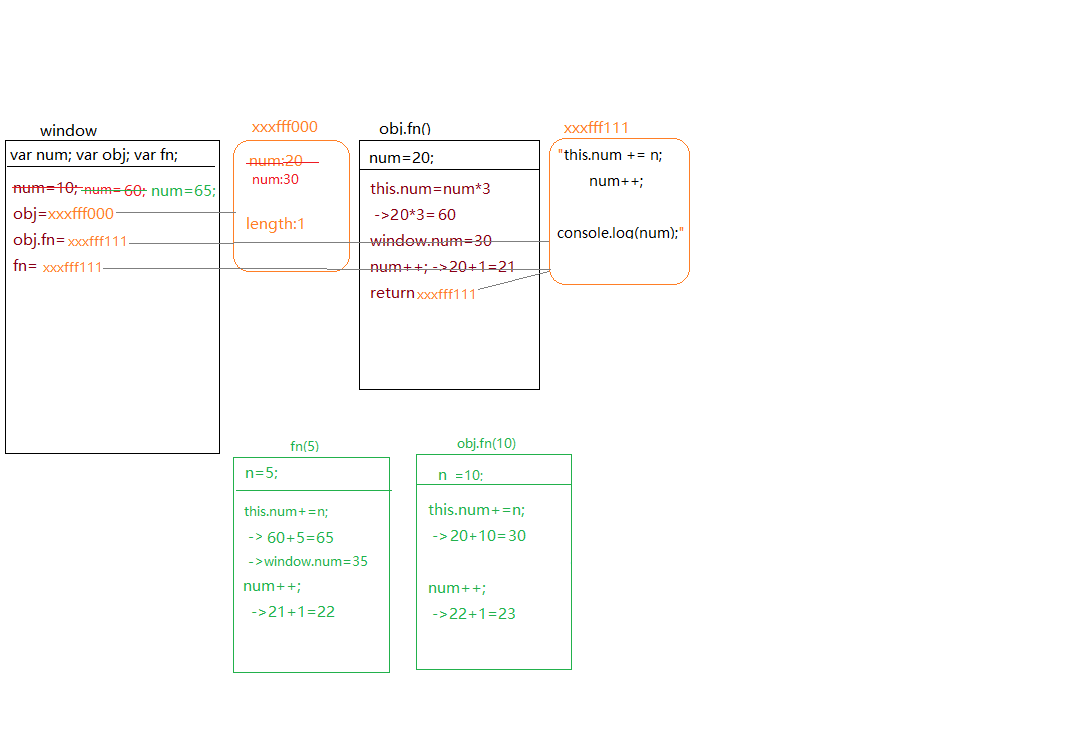 window
var num; var obj; var fn;
num=10; num= 60; num=65;
obj=xxxfff000
obj.fn= xxxfff111
fn= xxxfff111
xxxfff000
num:20
num:30
length:1
obj.fn()
num=20;
this.num=num*3
->20*3=60
window.num=30
num++; ->20+1=21
return xxxfff111
xxxfff111
"this.num += n;
num++;
console.log(num);"
fn(5)
n=5;
this.num+=n;
-> 60+5=65
->window.num=35
num++;
->21+1=22
obj.fn(10)
n =10;
this.num+=n;
->20+10=30
num++;
->22+1=23